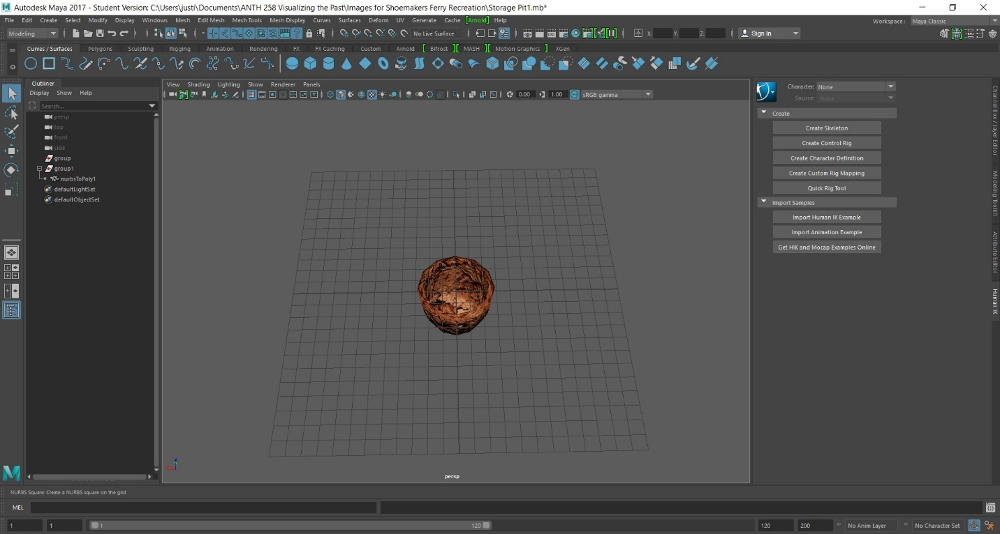 Autodesk Maya 2017 - Student Version: C:\Users\justi\Documents\ANTH 258 Visualizing the Past\Images for Shoemakers Ferry Recreation\Storage Pit1.mb*
File Edit Create Select Modify Display Windows Mesh Edit Mesh Mesh Tools Mesh Display Curves Surfaces Deform UV Generate Cache [Arnold] Help
Workspace : Maya Classic
Modeling
No Live Surface
X: Y: Z:
Sign In
Curves / Surfaces Polygons Sculpting Rigging Animation Rendering FX FX Caching Custom Arnold Bifrost MASH Motion Graphics XGen
Outliner
Display Show Help
Search...
persp
top
front
side
group
group1
nurbsToPoly1
defaultLightSet
defaultObjectSet
View Shading Lighting Show Renderer Panels
0.00 1.00 sRGB gamma
persp
Character: None
Source: None
Create
Create Skeleton
Create Control Rig
Create Character Definition
Create Custom Rig Mapping
Quick Rig Tool
Import Samples
Import Human IK Example
Import Animation Example
Get HIK and Mocap Examples Online
Channel Box / Layer Editor
Modeling Toolkit
Attribute Editor
Human IK
NURBS Square: Create a NURBS square on the grid
MEL
1 1 1 120 120 200 No Anim Layer No Character Set